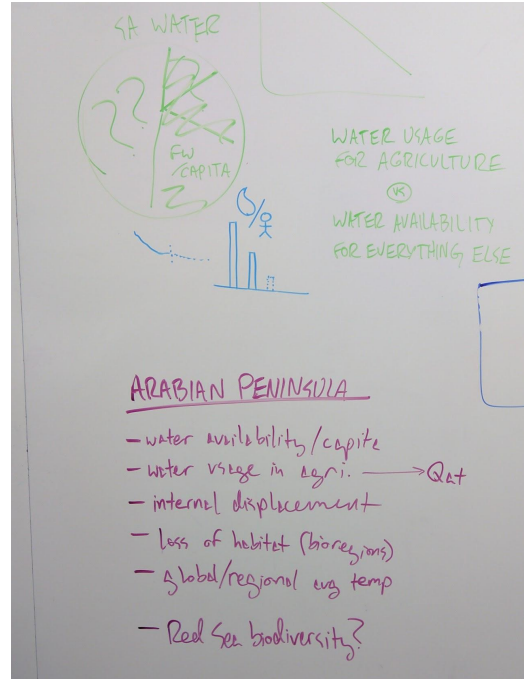 SA WATER
??
FW
/CAPITA
WATER USAGE
FOR AGRICULTURE
VS
WATER AVAILABILITY
FOR EVERYTHING ELSE
ARABIAN PENINSULA
- water availability/capita
- water usage in agri. → Qat
- internal displacement
- loss of habitat (bioregions)
- global/regional avg temp
- Red Sea biodiversity?